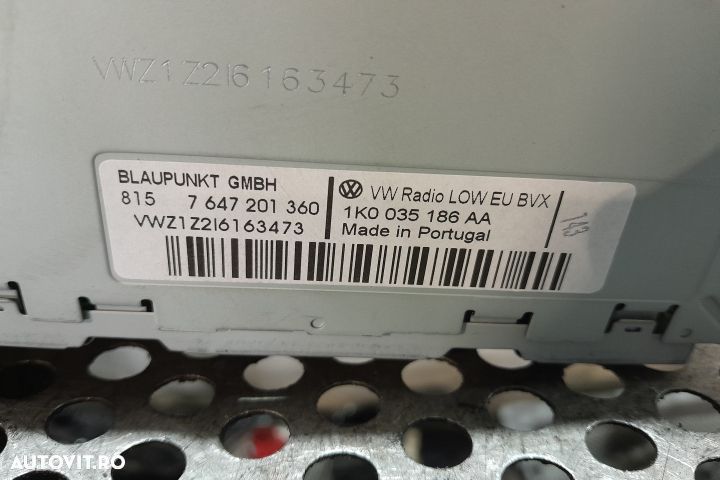 VWZ1Z2I6163473
BLAUPUNKT GMBH
815 7 647 201 360
VWZ1Z2I6163473
VW Radio LOW EU BVX
1K0 035 186 AA
Made in Portugal
143
AUTOVIT.RO